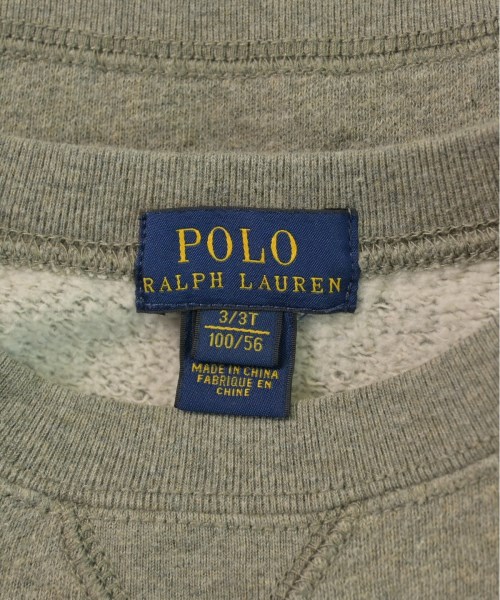 POLO
RALPH LAUREN
3/3T
100/56
MADE IN CHINA
FABRIQUE EN
CHINE